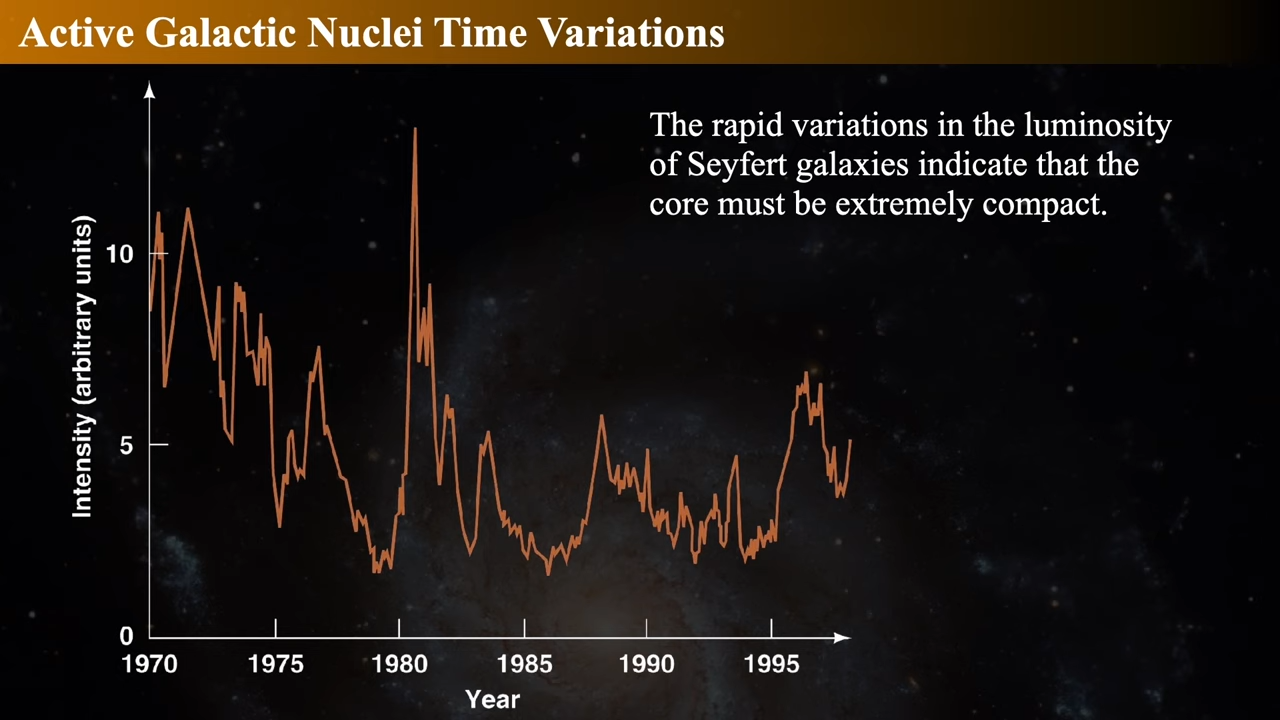 Active Galactic Nuclei Time Variations
The rapid variations in the luminosity
of Seyfert galaxies indicate that the
core must be extremely compact.
Intensity (arbitrary units)
10
5
0
1970 1975 1980 1985 1990 1995
Year